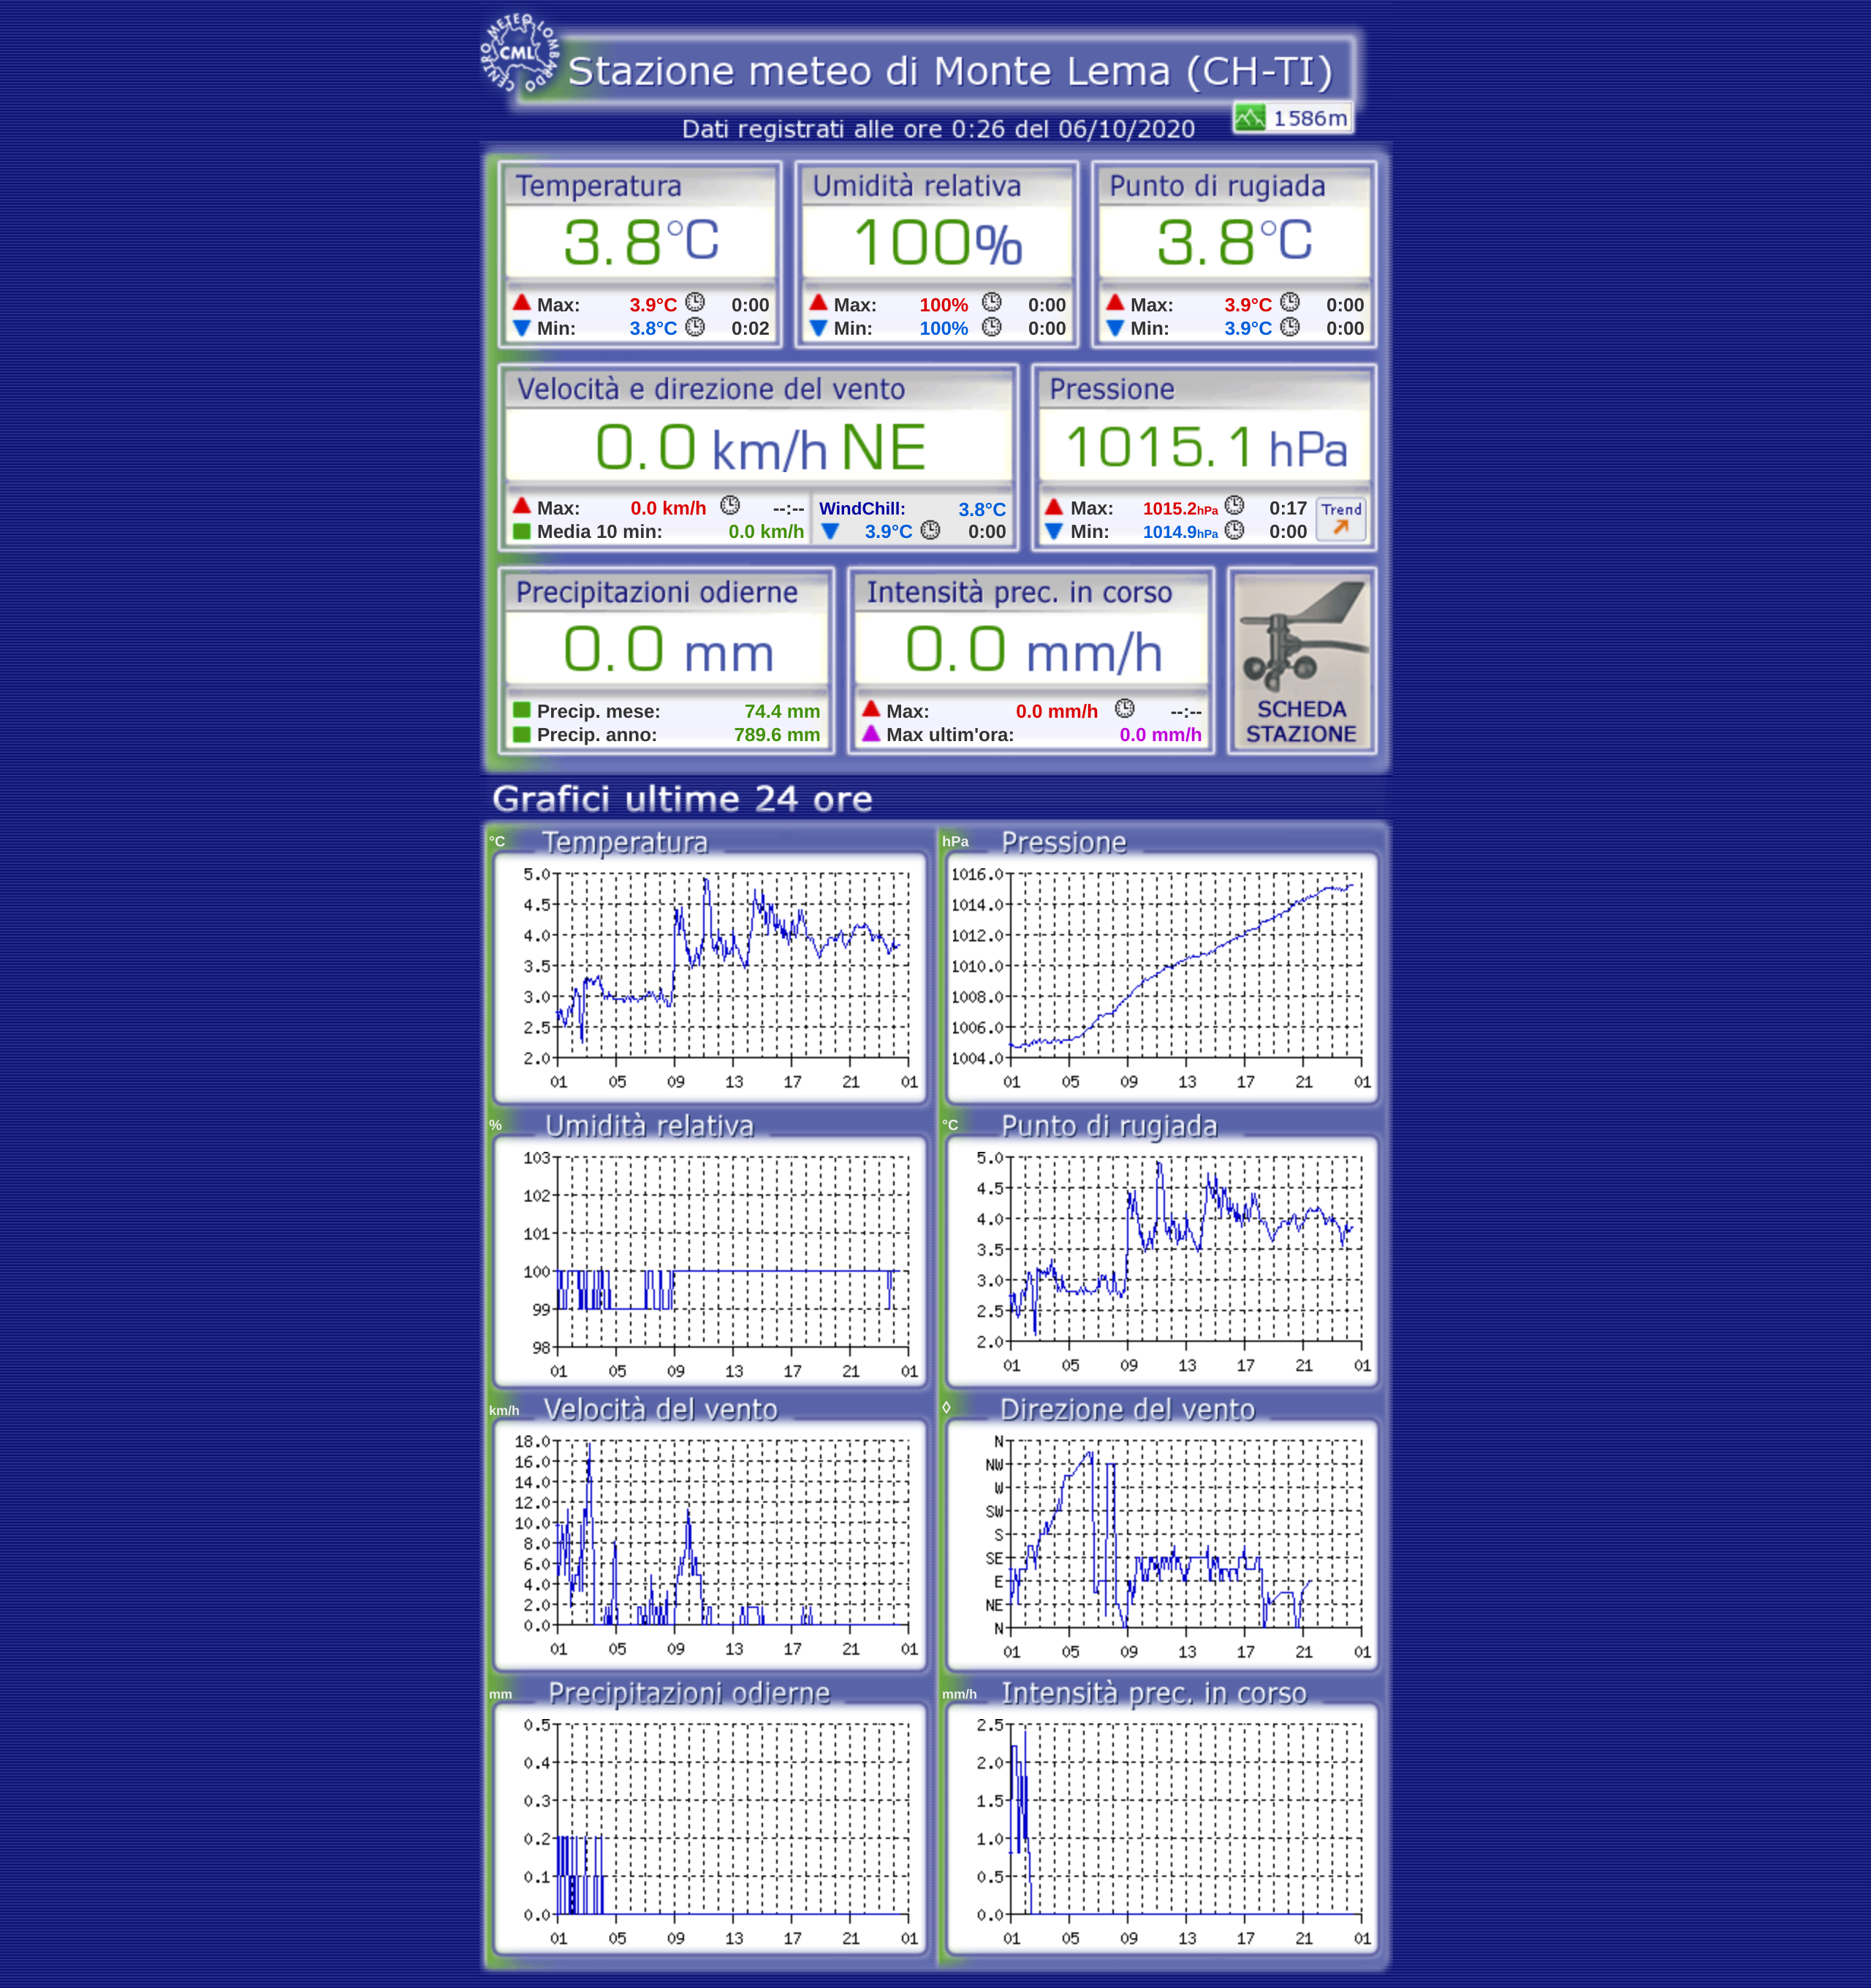 CENTRO METEO LOMBARDO
CML
Stazione meteo di Monte Lema (CH-TI)
1586m
Dati registrati alle ore 0:26 del 06/10/2020
Temperatura
3.8°C
Max: 3.9°C 0:00
Min: 3.8°C 0:02
Umidità relativa
100%
Max: 100% 0:00
Min: 100% 0:00
Punto di rugiada
3.8°C
Max: 3.9°C 0:00
Min: 3.9°C 0:00
Velocità e direzione del vento
0.0 km/h NE
Max: 0.0 km/h --:--
Media 10 min: 0.0 km/h
WindChill: 3.8°C
3.9°C 0:00
Pressione
1015.1 hPa
Max: 1015.2hPa 0:17
Min: 1014.9hPa 0:00
Trend
Precipitazioni odierne
0.0 mm
Precip. mese: 74.4 mm
Precip. anno: 789.6 mm
Intensità prec. in corso
0.0 mm/h
Max: 0.0 mm/h --:--
Max ultim'ora: 0.0 mm/h
SCHEDA
STAZIONE
Grafici ultime 24 ore
°C Temperatura
5.0
4.5
4.0
3.5
3.0
2.5
2.0
01 05 09 13 17 21 01
hPa Pressione
1016.0
1014.0
1012.0
1010.0
1008.0
1006.0
1004.0
01 05 09 13 17 21 01
% Umidità relativa
103
102
101
100
99
98
01 05 09 13 17 21 01
°C Punto di rugiada
5.0
4.5
4.0
3.5
3.0
2.5
2.0
01 05 09 13 17 21 01
km/h Velocità del vento
18.0
16.0
14.0
12.0
10.0
8.0
6.0
4.0
2.0
0.0
01 05 09 13 17 21 01
◊ Direzione del vento
N
NW
W
SW
S
SE
E
NE
N
01 05 09 13 17 21 01
mm Precipitazioni odierne
0.5
0.4
0.3
0.2
0.1
0.0
01 05 09 13 17 21 01
mm/h Intensità prec. in corso
2.5
2.0
1.5
1.0
0.5
0.0
01 05 09 13 17 21 01